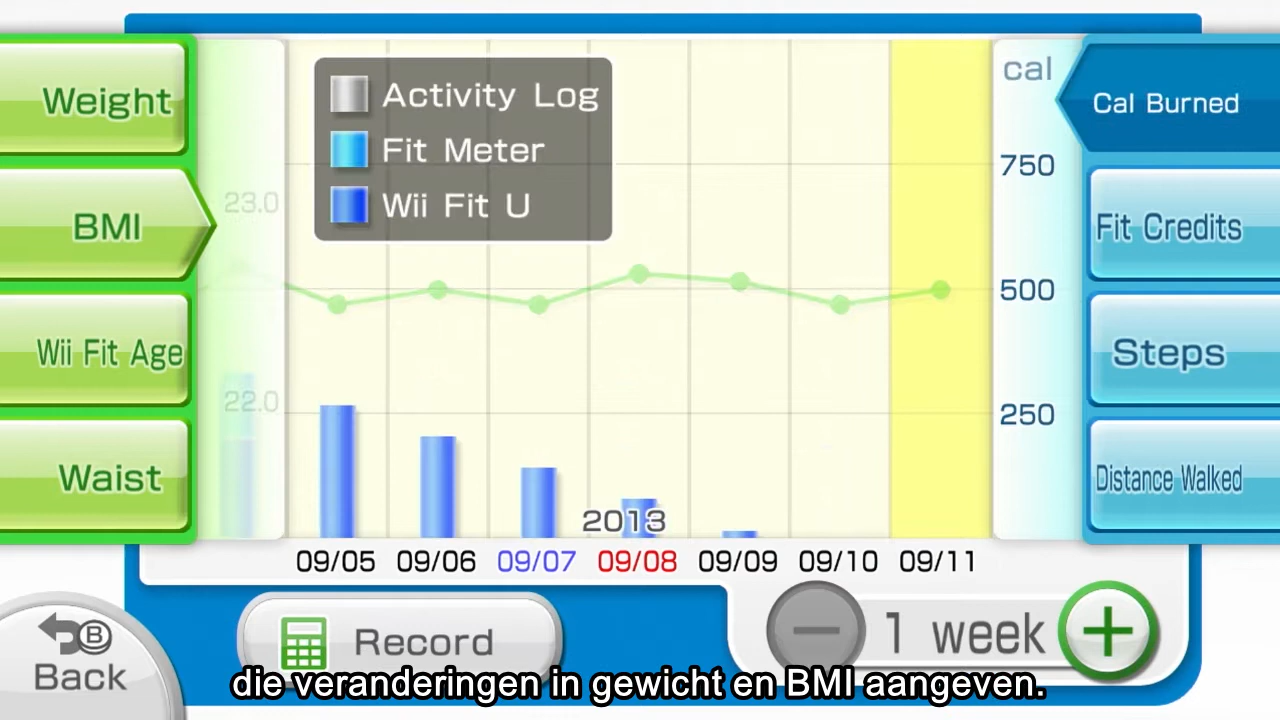 Weight
BMI
Wii Fit Age
Waist
Activity Log
Fit Meter
Wii Fit U
23.0
22.0
cal
750
500
250
Cal Burned
Fit Credits
Steps
Distance Walked
2013
09/05 09/06 09/07 09/08 09/09 09/10 09/11
B
Back
Record
1 week
die veranderingen in gewicht en BMI aangeven.